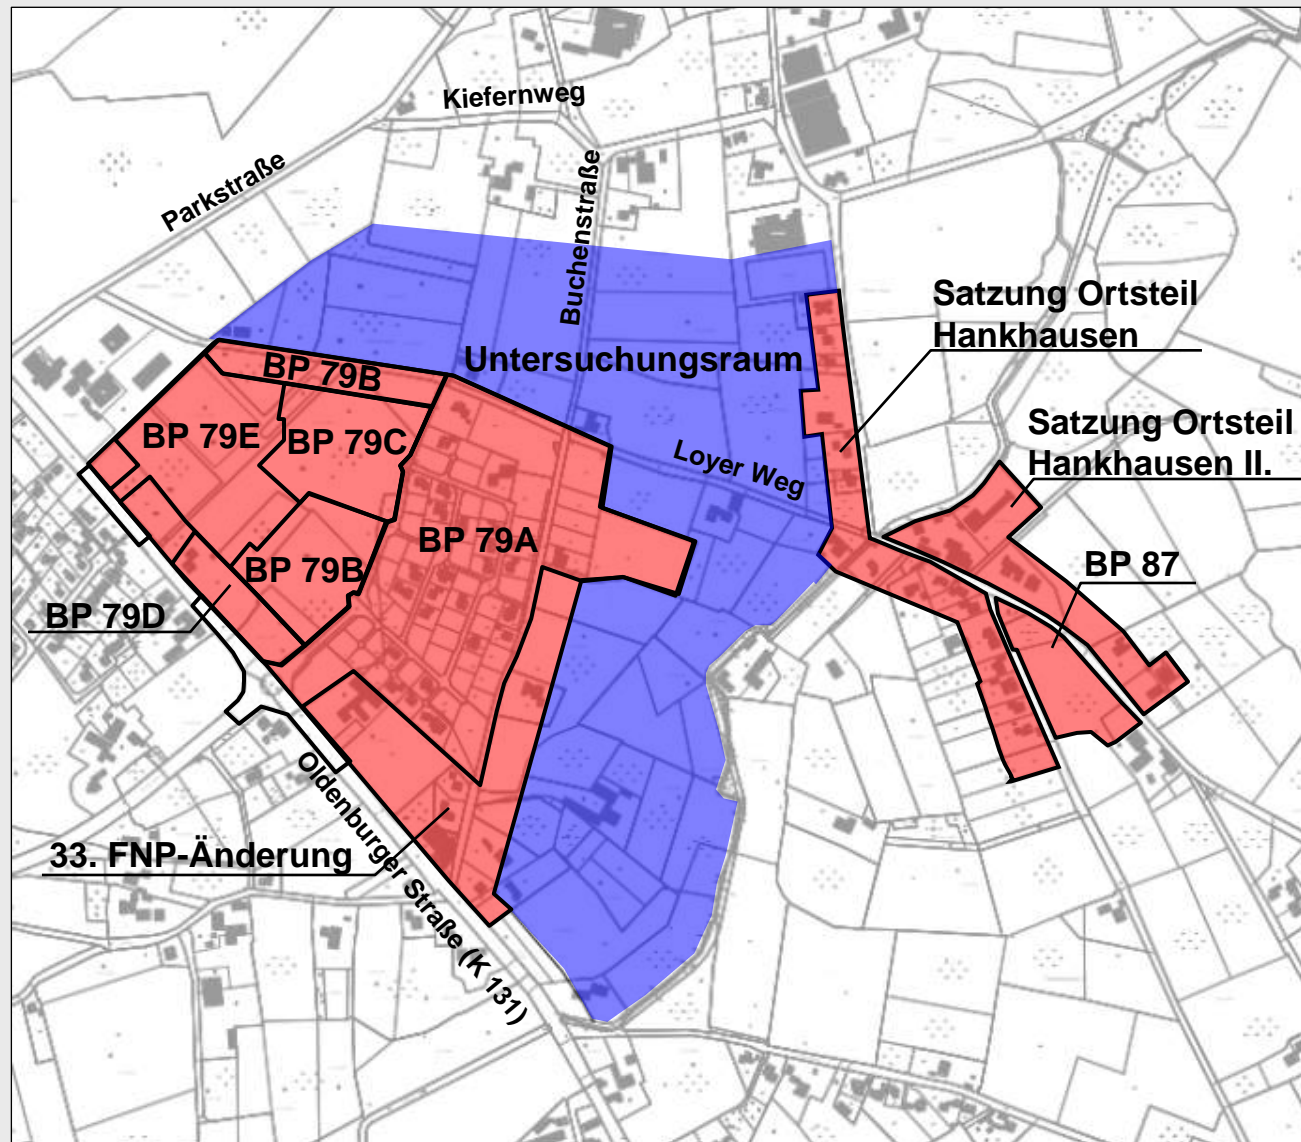 Kiefernweg
Parkstraße
Buchenstraße
Satzung Ortsteil
Hankhausen
Untersuchungsraum
BP 79B
BP 79E
BP 79C
Loyer Weg
Satzung Ortsteil
Hankhausen II.
BP 79A
BP 79B
BP 87
BP 79D
33. FNP-Änderung
Oldenburger Straße (K 131)